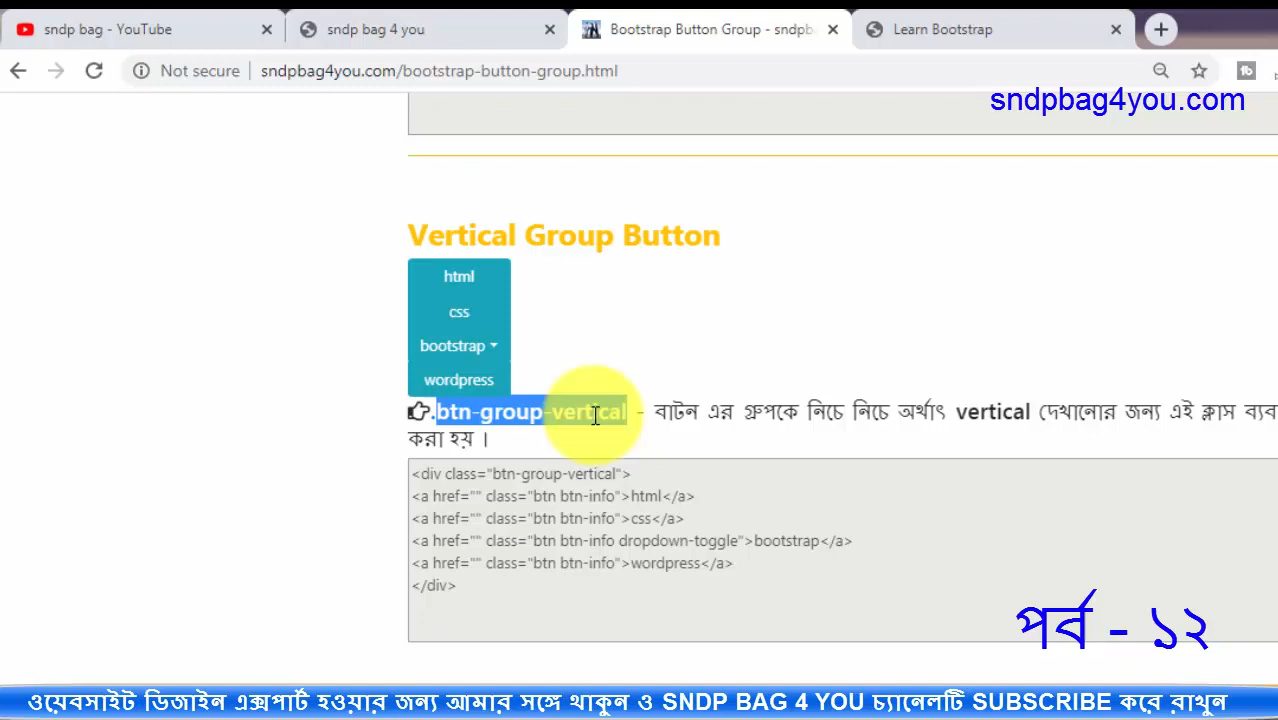 sndp bag - YouTube
sndp bag 4 you
Bootstrap Button Group - sndpb
Learn Bootstrap
Not secure
sndpbag4you.com/bootstrap-button-group.html
sndpbag4you.com
Vertical Group Button
html
css
bootstrap
wordpress
.btn-group-vertical - বাটন এর গ্রুপকে নিচে নিচে অর্থাৎ vertical দেখানোর জন্য এই ক্লাস ব্যব
করা হয় ।
<div class="btn-group-vertical">
<a href="" class="btn btn-info">html</a>
<a href="" class="btn btn-info">css</a>
<a href="" class="btn btn-info dropdown-toggle">bootstrap</a>
<a href="" class="btn btn-info">wordpress</a>
</div>
পর্ব - ১২
ওয়েবসাইট ডিজাইন এক্সপার্ট হওয়ার জন্য আমার সঙ্গে থাকুন ও SNDP BAG 4 YOU চ্যানেলটি SUBSCRIBE করে রাখুন